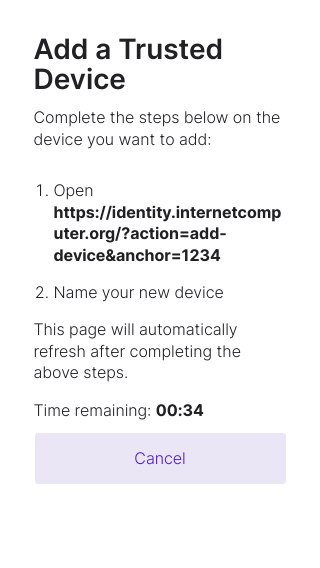 Add a Trusted
Device
Complete the steps below on the
device you want to add:
1. Open
https://identity.internetcomp
uter.org/?action=add-
device&anchor=1234
2. Name your new device
This page will automatically
refresh after completing the
above steps.
Time remaining: 00:34
Cancel